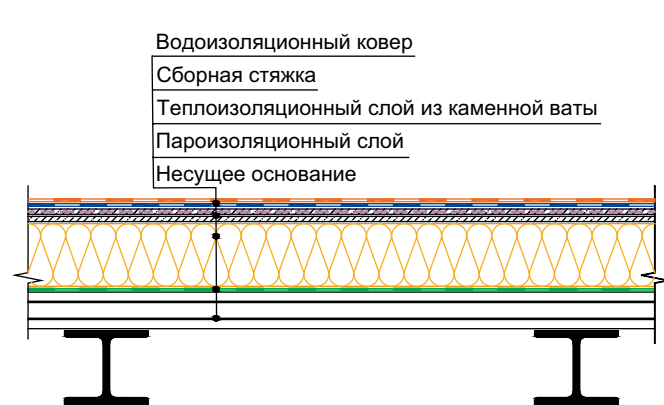 Водоизоляционный ковер
Сборная стяжка
Теплоизоляционный слой из каменной ваты
Пароизоляционный слой
Несущее основание